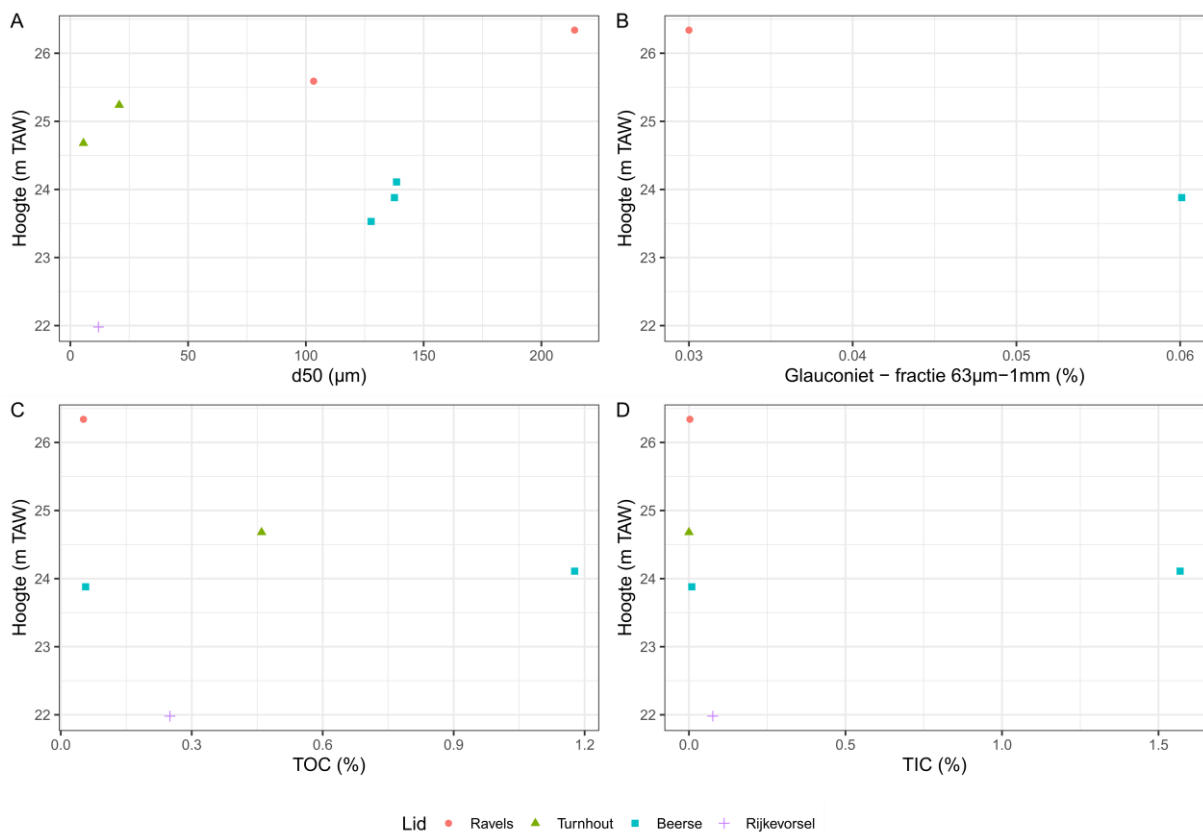 A
26
25
24
23
22
Hoogte (m TAW)
0
50
100
150
200
d50 (µm)
B
26
25
24
23
22
Hoogte (m TAW)
0.03
0.04
0.05
0.06
Glauconiet − fractie 63µm−1mm (%)
C
26
25
24
23
22
Hoogte (m TAW)
0.0
0.3
0.6
0.9
1.2
TOC (%)
D
26
25
24
23
22
Hoogte (m TAW)
0.0
0.5
1.0
1.5
TIC (%)
Lid Ravels Turnhout Beerse Rijkevorsel